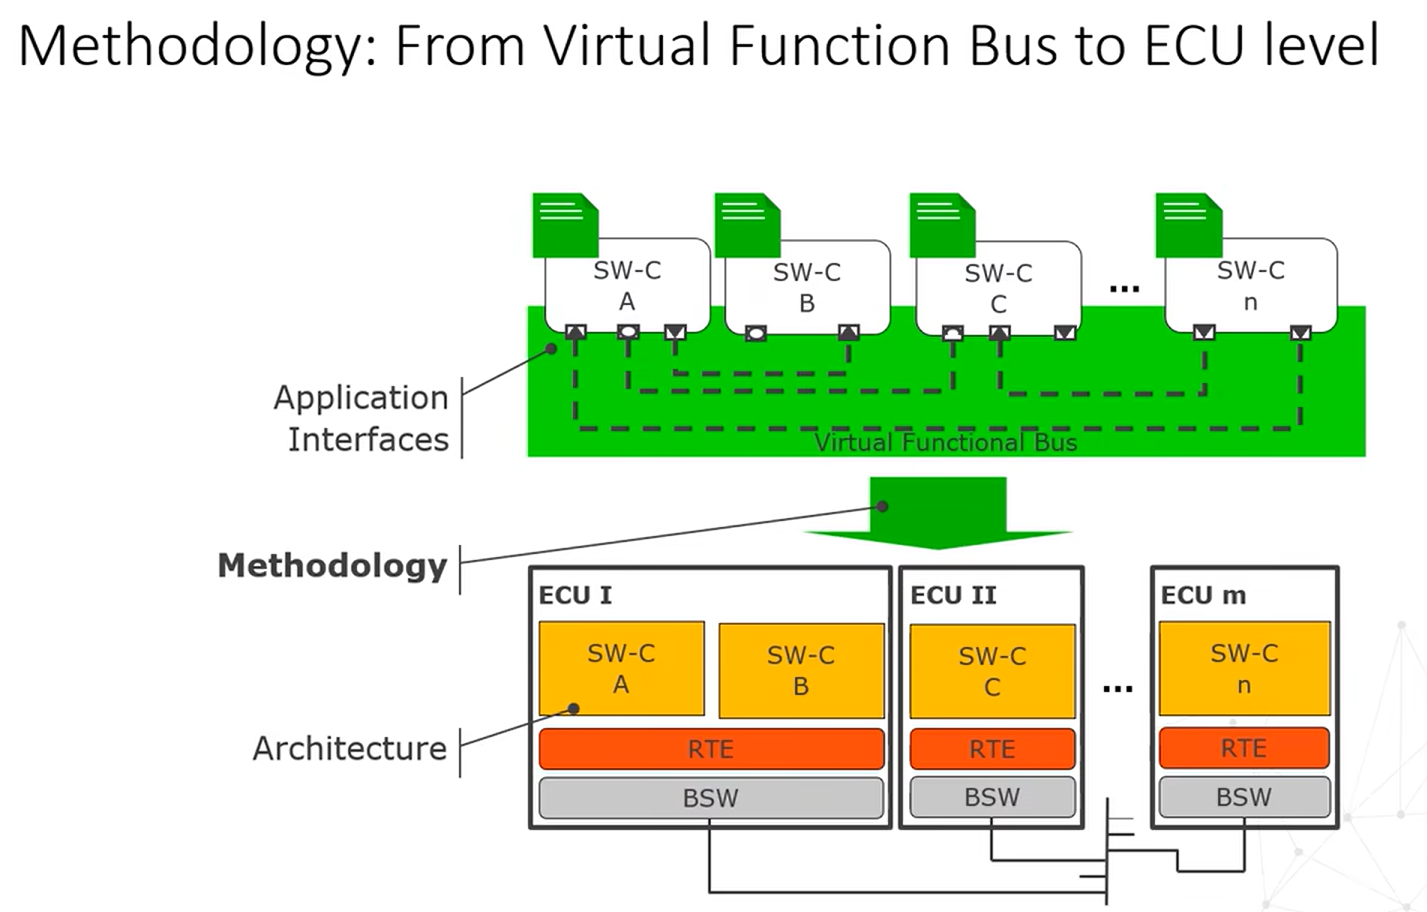 Methodology: From Virtual Function Bus to ECU level
SW-C
A
SW-C
B
SW-C
C
...
SW-C
n
Application
Interfaces
Virtual Functional Bus
Methodology
ECU I
SW-C
A
SW-C
B
RTE
BSW
ECU II
SW-C
C
RTE
BSW
...
ECU m
SW-C
n
RTE
BSW
Architecture